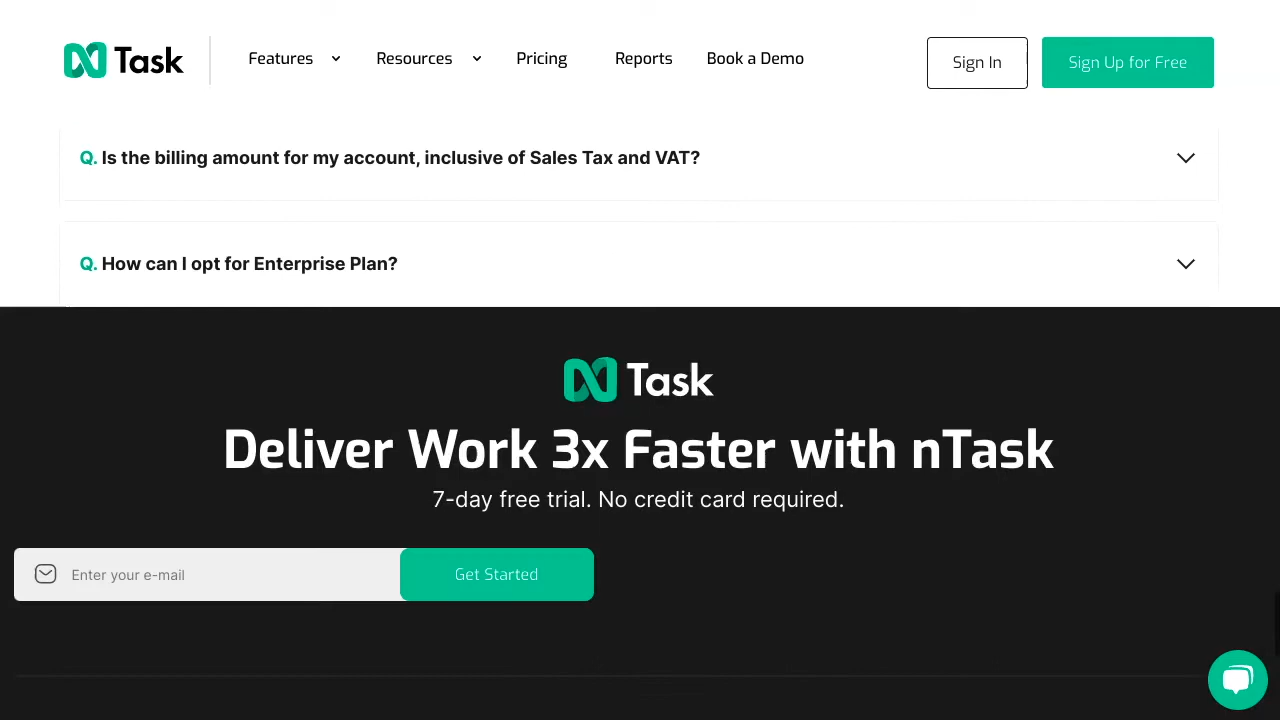 Task
Features
Resources
Pricing
Reports
Book a Demo
Sign In
Sign Up for Free
Q. Is the billing amount for my account, inclusive of Sales Tax and VAT?
Q. How can I opt for Enterprise Plan?
Task
Deliver Work 3x Faster with nTask
7-day free trial. No credit card required.
Enter your e-mail
Get Started